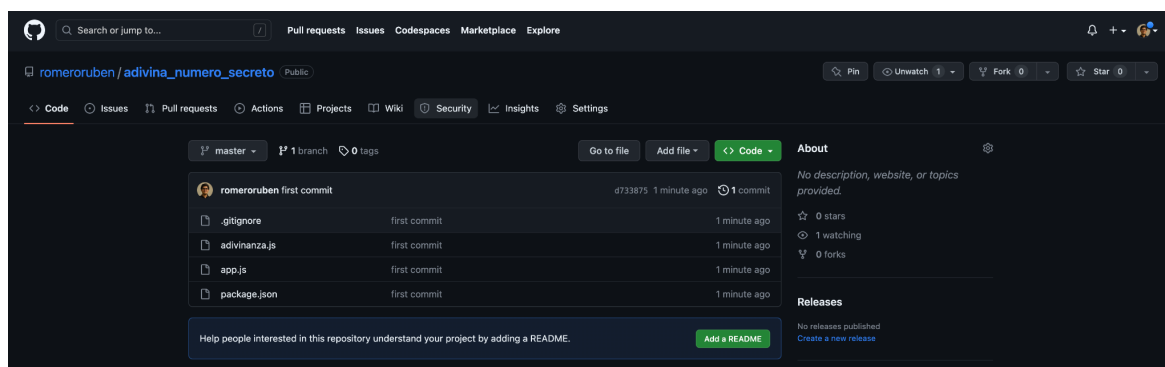 Search or jump to... / Pull requests Issues Codespaces Marketplace Explore
romeroruben / adivina_numero_secreto Public Pin Unwatch 1 Fork 0 Star 0
<> Code Issues Pull requests Actions Projects Wiki Security Insights Settings
master 1 branch 0 tags Go to file Add file <> Code
romeroruben first commit d733875 1 minute ago 1 commit
.gitignore first commit 1 minute ago
adivinanza.js first commit 1 minute ago
app.js first commit 1 minute ago
package.json first commit 1 minute ago
Help people interested in this repository understand your project by adding a README. Add a README
About
No description, website, or topics
provided.
0 stars
1 watching
0 forks
Releases
No releases published
Create a new release